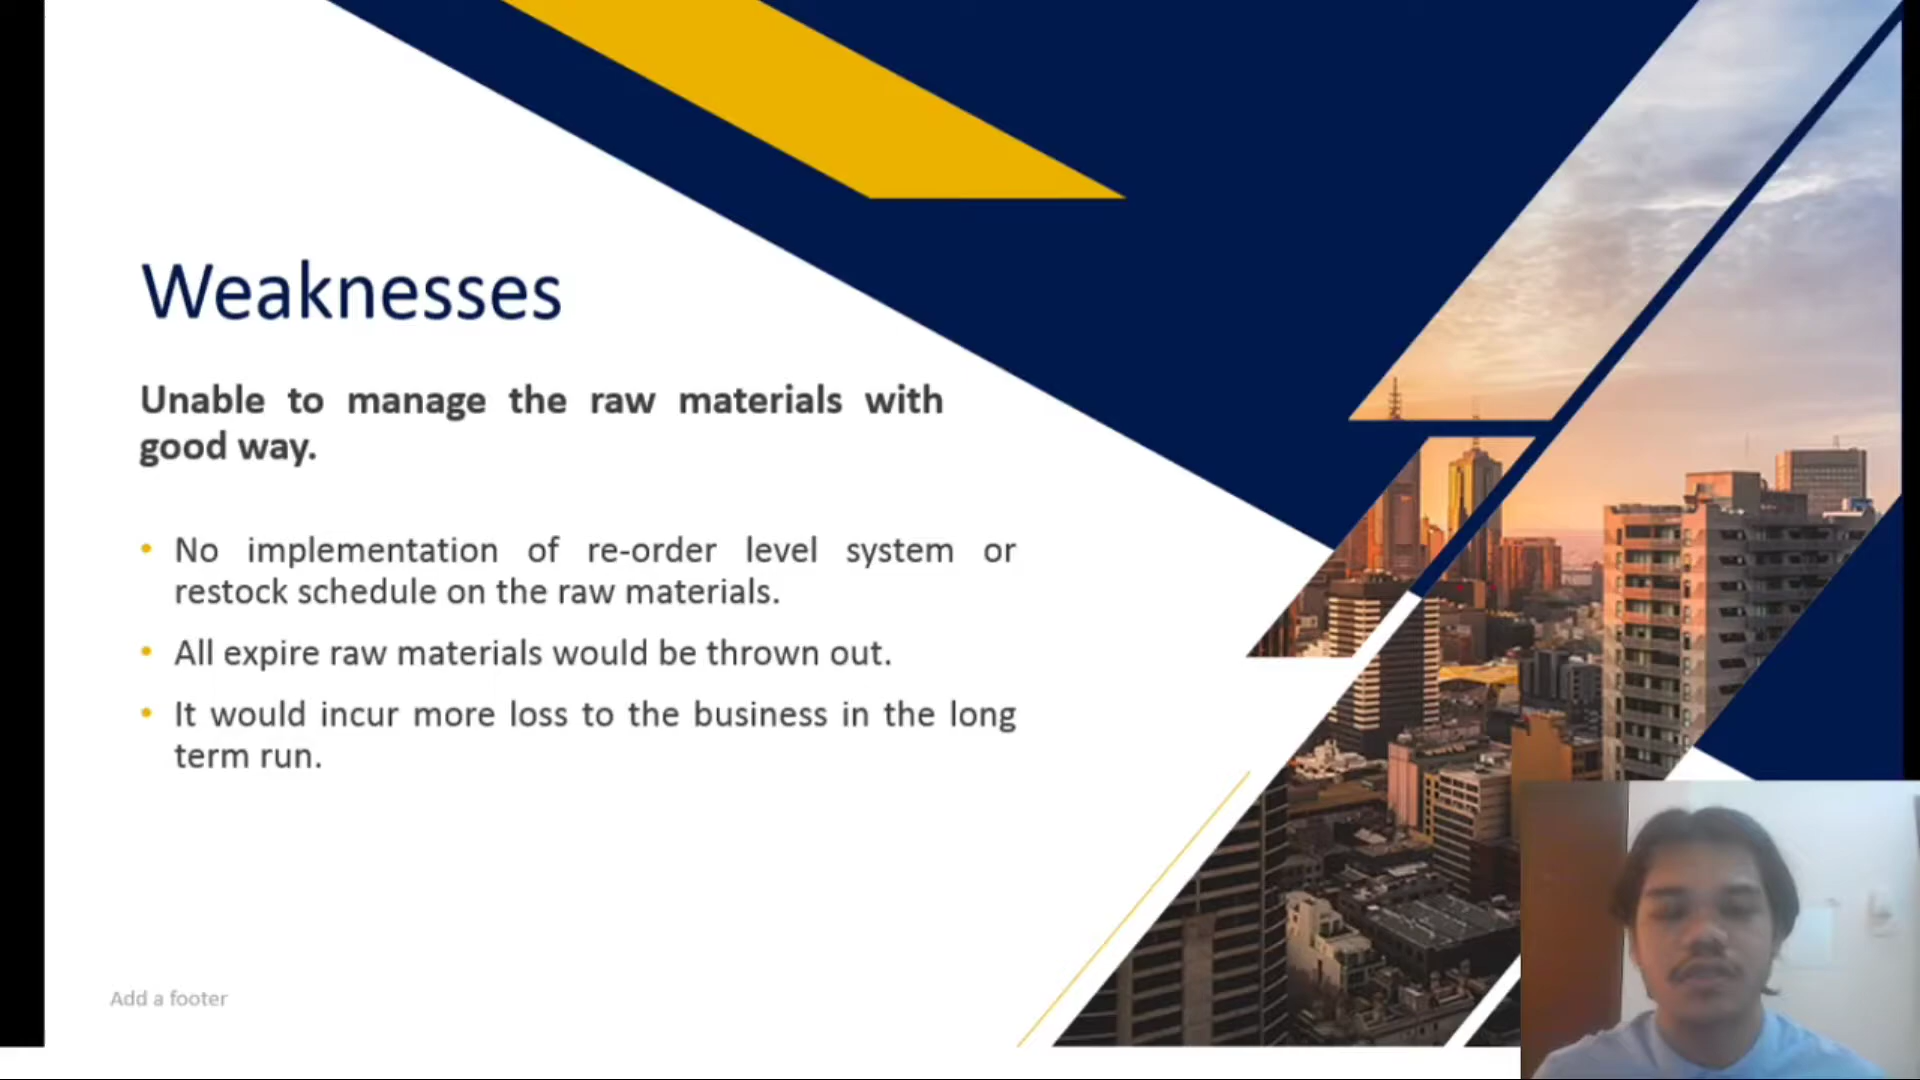 Weaknesses
Unable to manage the raw materials with
good way.
• No implementation of re-order level system or
restock schedule on the raw materials.
• All expire raw materials would be thrown out.
• It would incur more loss to the business in the long
term run.
Add a footer